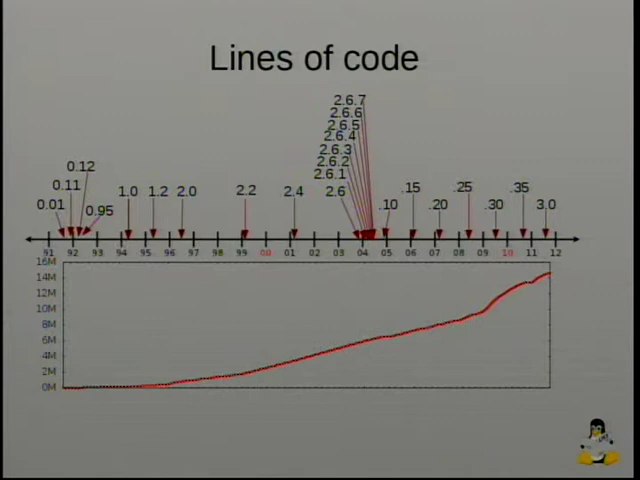 Lines of code
2.6.7
2.6.6
2.6.5
2.6.4
2.6.3
2.6.2
2.6.1
0.12
0.11
1.0 1.2 2.0 2.2 2.4 2.6 .15 .25 .35
0.01 0.95 .10 .20 .30 3.0
91 92 93 94 95 96 97 98 99 00 01 02 03 04 05 06 07 08 09 10 11 12
16M
14M
12M
10M
8M
6M
4M
2M
0M